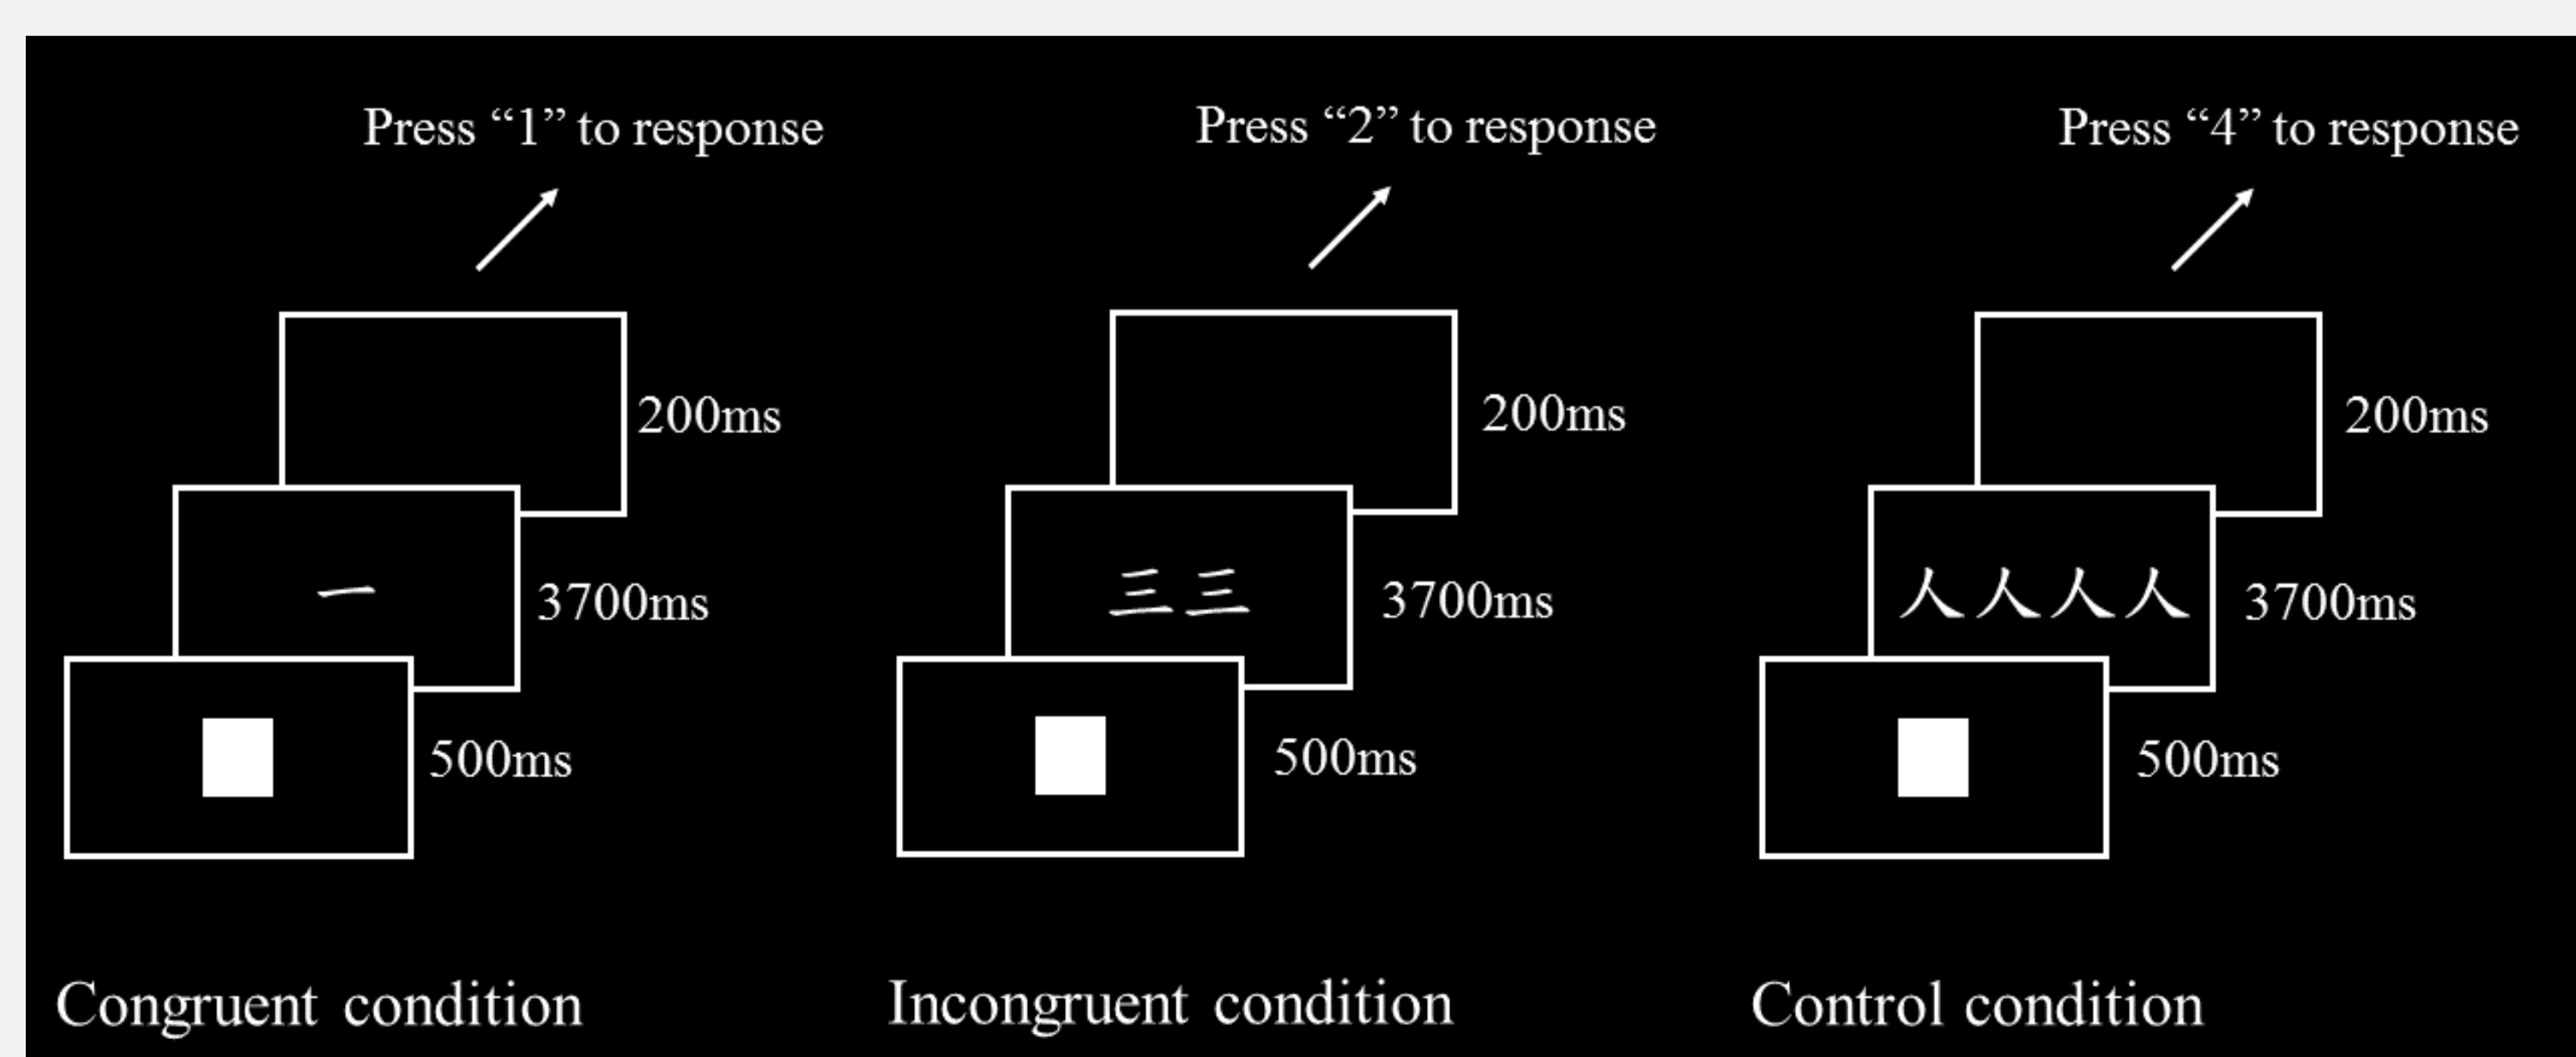 Press “1” to response
200ms
一
3700ms
500ms
Congruent condition
Press “2” to response
200ms
三三
3700ms
500ms
Incongruent condition
Press “4” to response
200ms
人人人人
3700ms
500ms
Control condition